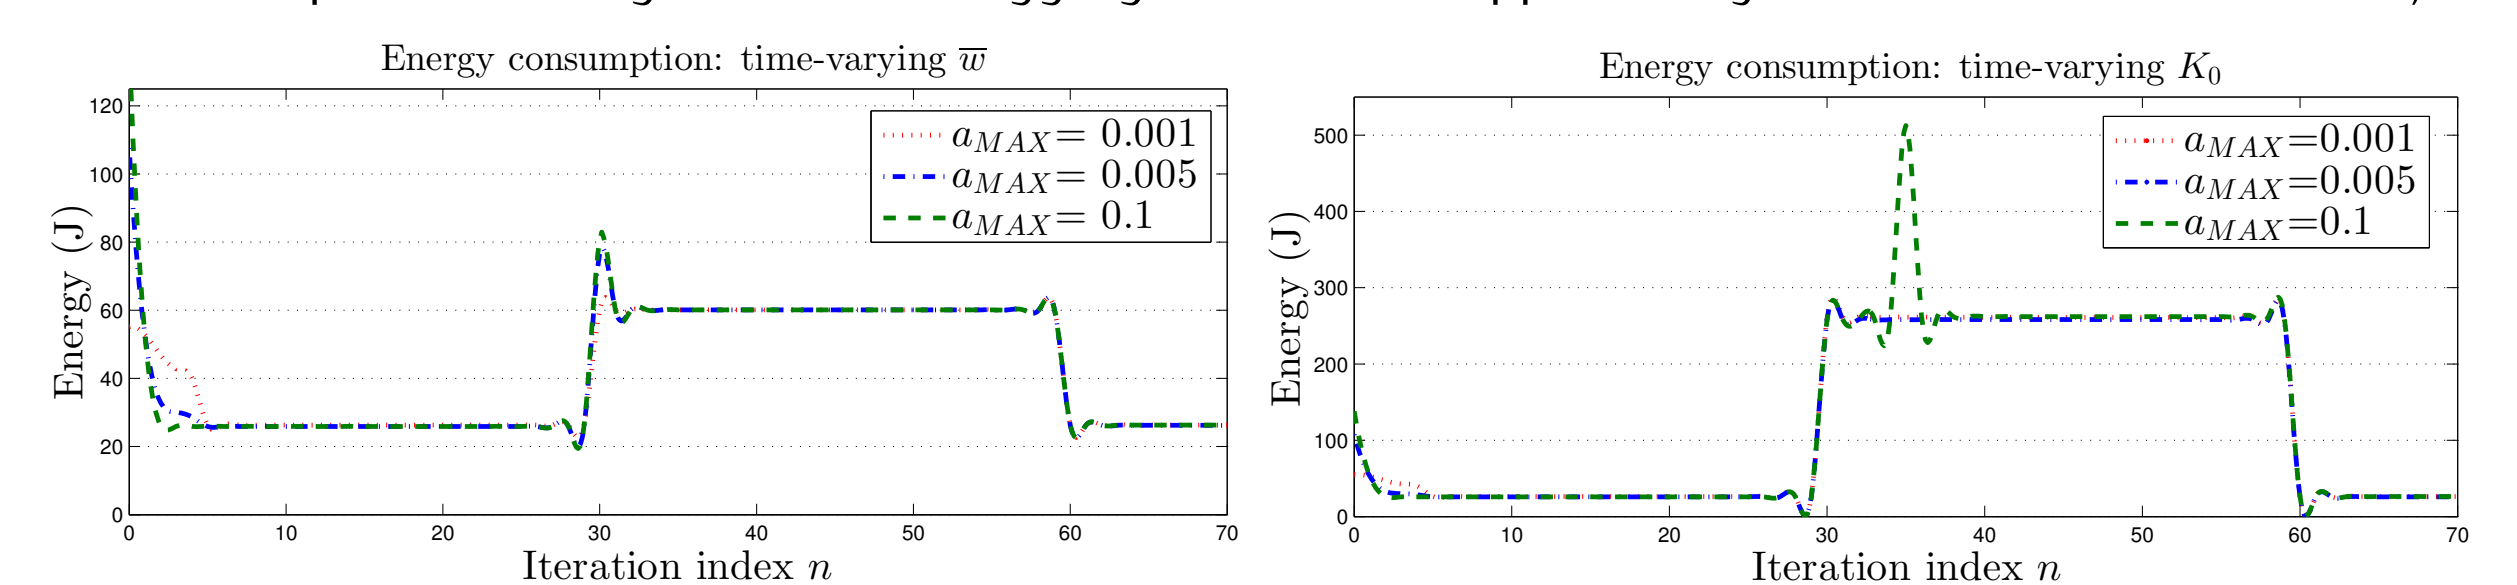 Energy consumption: time-varying w̅
Energy (J)
120
100
80
60
40
20
0
0 10 20 30 40 50 60 70
Iteration index n
a_MAX= 0.001
a_MAX= 0.005
a_MAX= 0.1
Energy consumption: time-varying K_0
Energy (J)
500
400
300
200
100
0
0 10 20 30 40 50 60 70
Iteration index n
a_MAX=0.001
a_MAX=0.005
a_MAX=0.1